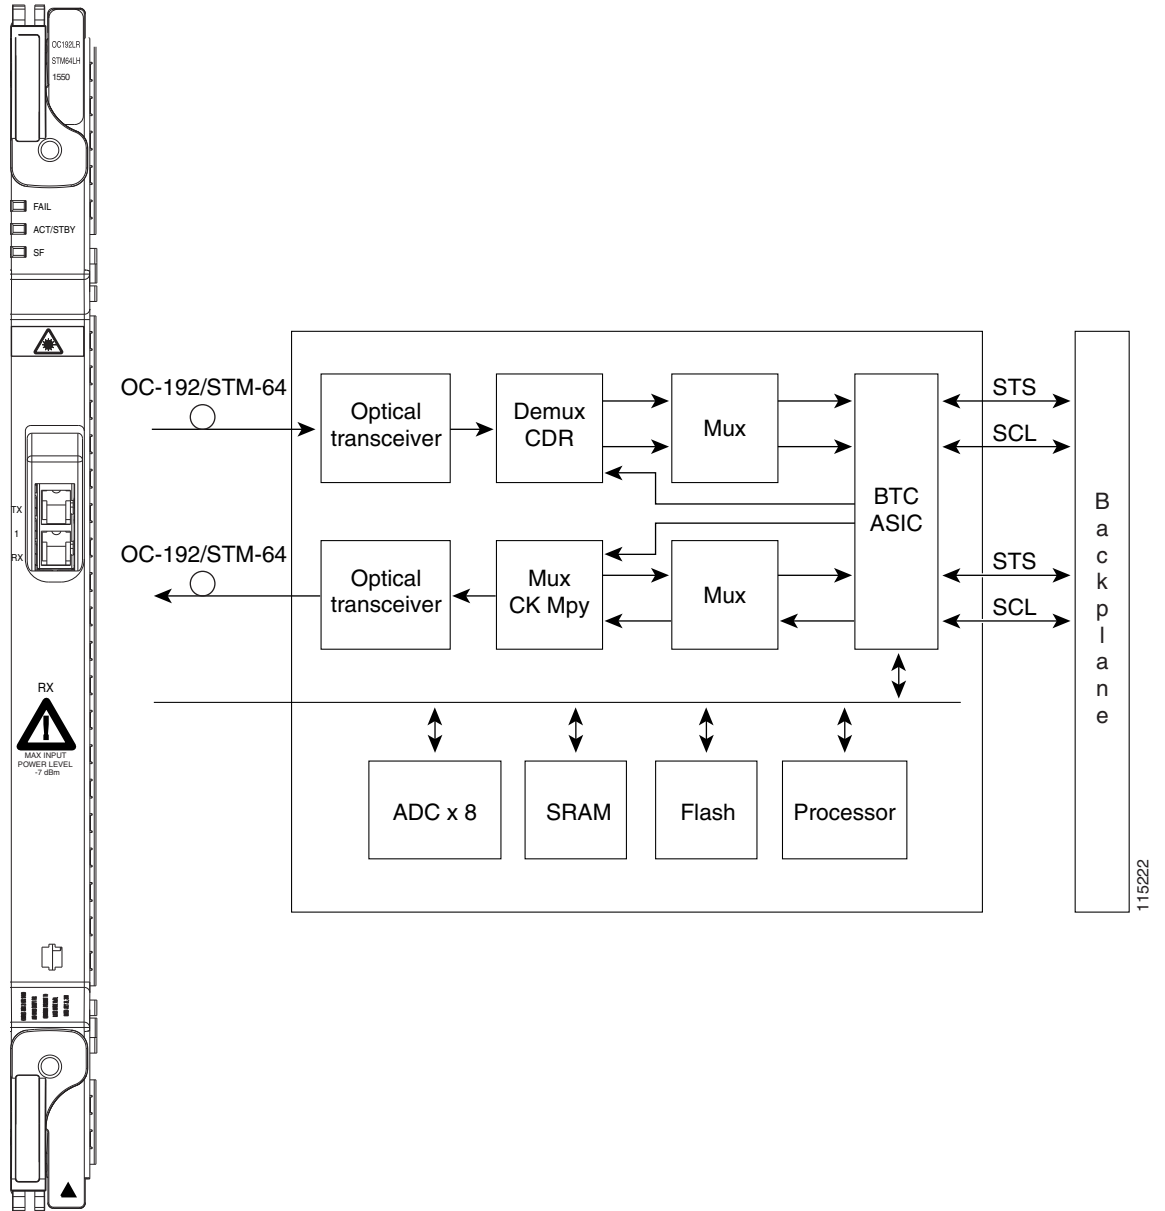 OC192LR
STM64LH
1550
FAIL
ACT/STBY
SF
TX
1
RX
RX
MAX INPUT
POWER LEVEL
-7 dBm
OC-192/STM-64
Optical
transceiver
Demux
CDR
Mux
BTC
ASIC
STS
SCL
OC-192/STM-64
Optical
transceiver
Mux
CK Mpy
Mux
STS
SCL
ADC x 8
SRAM
Flash
Processor
Backplane
115222